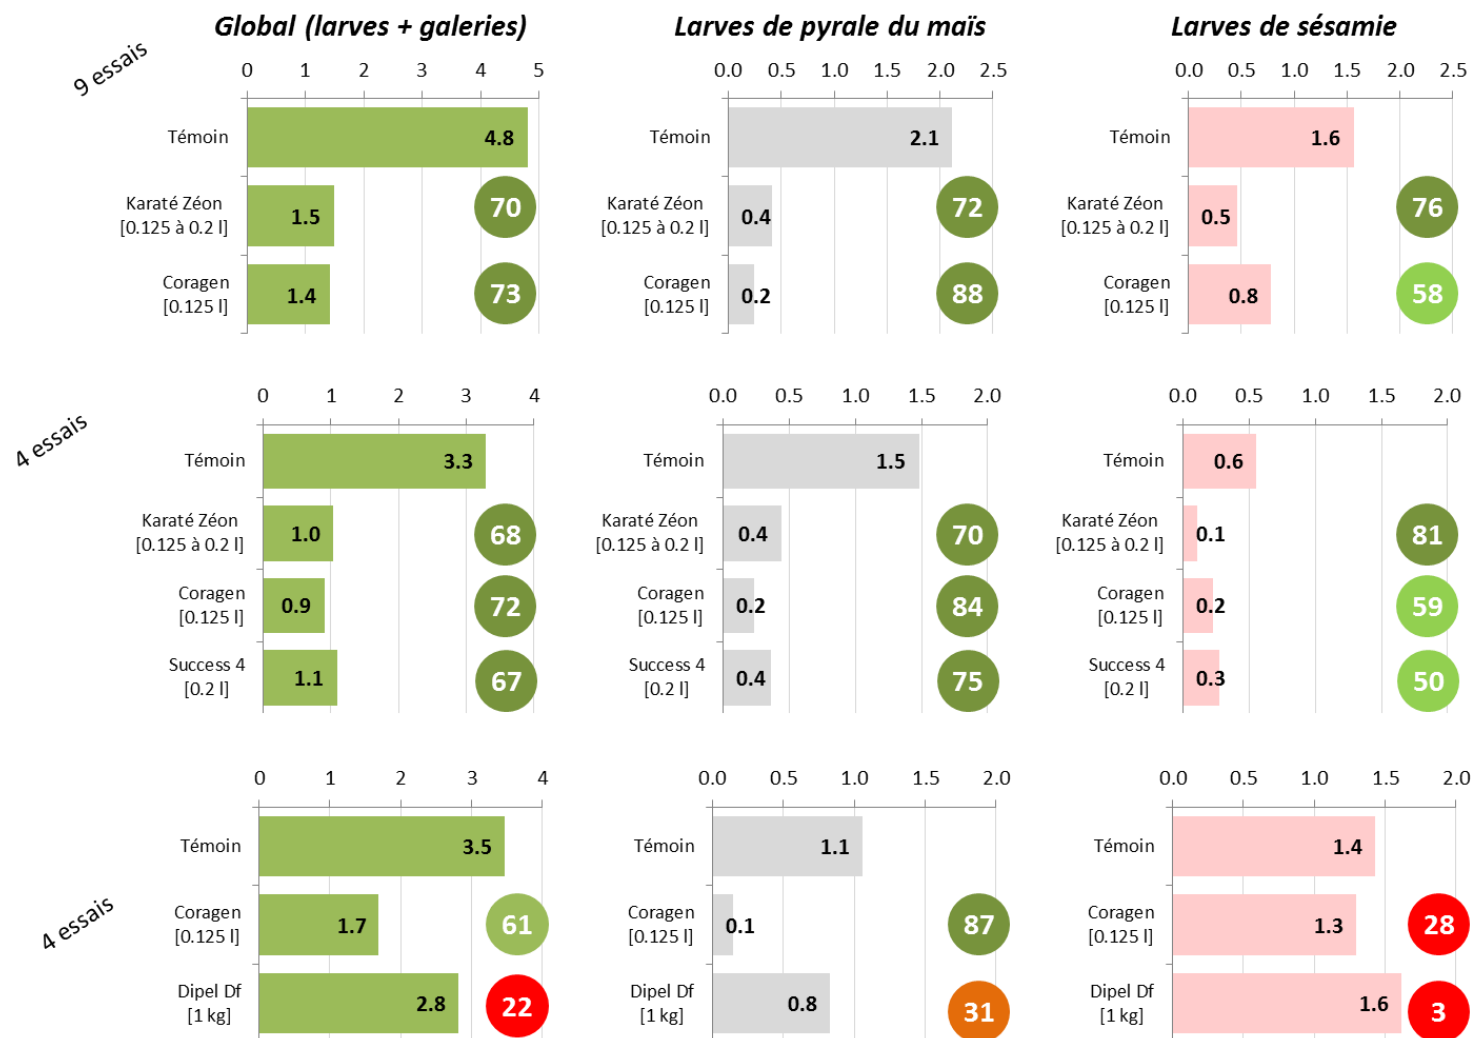 Global (larves + galeries)
Larves de pyrale du maïs
Larves de sésamie
9 essais
0 1 2 3 4 5
Témoin
4.8
Karaté Zéon
[0.125 à 0.2 l]
1.5
70
Coragen
[0.125 l]
1.4
73
0.0 0.5 1.0 1.5 2.0 2.5
Témoin
2.1
Karaté Zéon
[0.125 à 0.2 l]
0.4
72
Coragen
[0.125 l]
0.2
88
0.0 0.5 1.0 1.5 2.0 2.5
Témoin
1.6
Karaté Zéon
[0.125 à 0.2 l]
0.5
76
Coragen
[0.125 l]
0.8
58
4 essais
0 1 2 3 4
Témoin
3.3
Karaté Zéon
[0.125 à 0.2 l]
1.0
68
Coragen
[0.125 l]
0.9
72
Success 4
[0.2 l]
1.1
67
0.0 0.5 1.0 1.5 2.0
Témoin
1.5
Karaté Zéon
[0.125 à 0.2 l]
0.4
70
Coragen
[0.125 l]
0.2
84
Success 4
[0.2 l]
0.4
75
0.0 0.5 1.0 1.5 2.0
Témoin
0.6
Karaté Zéon
[0.125 à 0.2 l]
0.1
81
Coragen
[0.125 l]
0.2
59
Success 4
[0.2 l]
0.3
50
4 essais
0 1 2 3 4
Témoin
3.5
Coragen
[0.125 l]
1.7
61
Dipel Df
[1 kg]
2.8
22
0.0 0.5 1.0 1.5 2.0
Témoin
1.1
Coragen
[0.125 l]
0.1
87
Dipel Df
[1 kg]
0.8
31
0.0 0.5 1.0 1.5 2.0
Témoin
1.4
Coragen
[0.125 l]
1.3
28
Dipel Df
[1 kg]
1.6
3